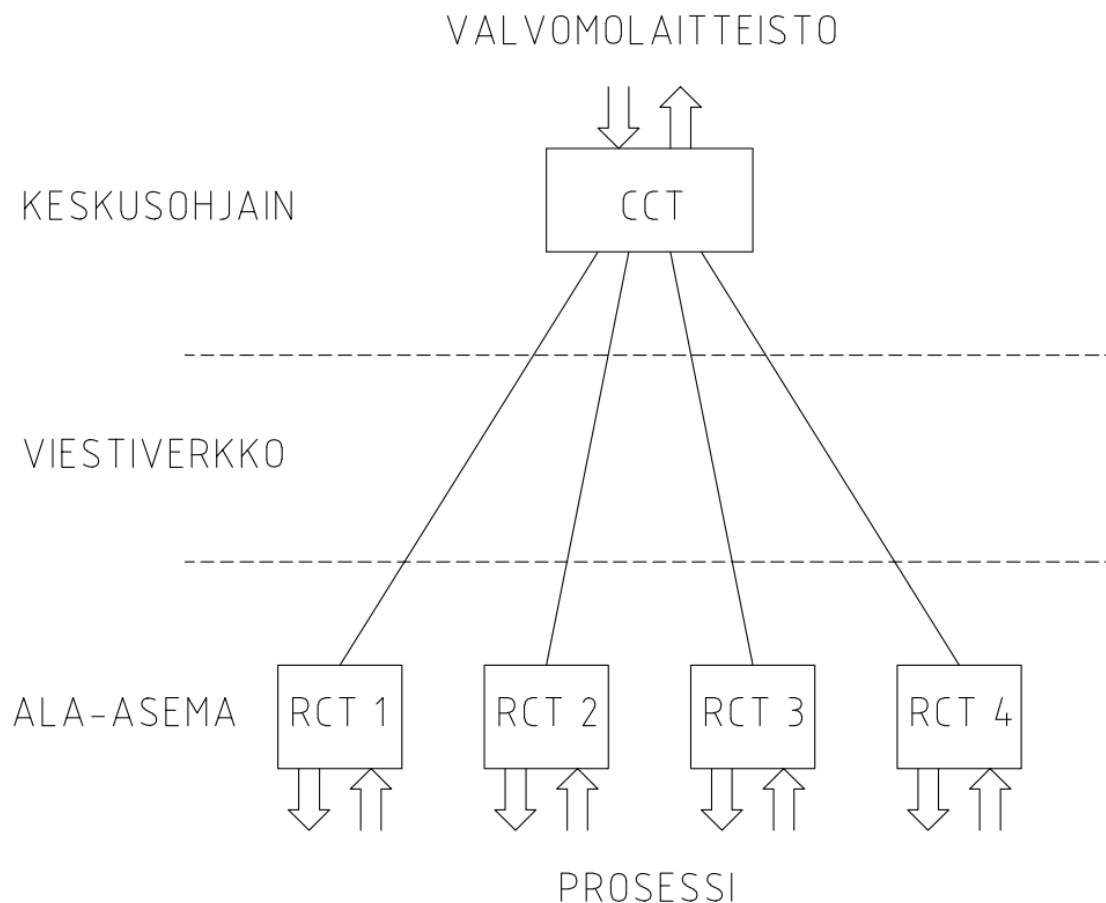 VALVOMOLAITTEISTO
KESKUSOHJAIN
CCT
VIESTIVERKKO
ALA-ASEMA
RCT 1
RCT 2
RCT 3
RCT 4
PROSESSI